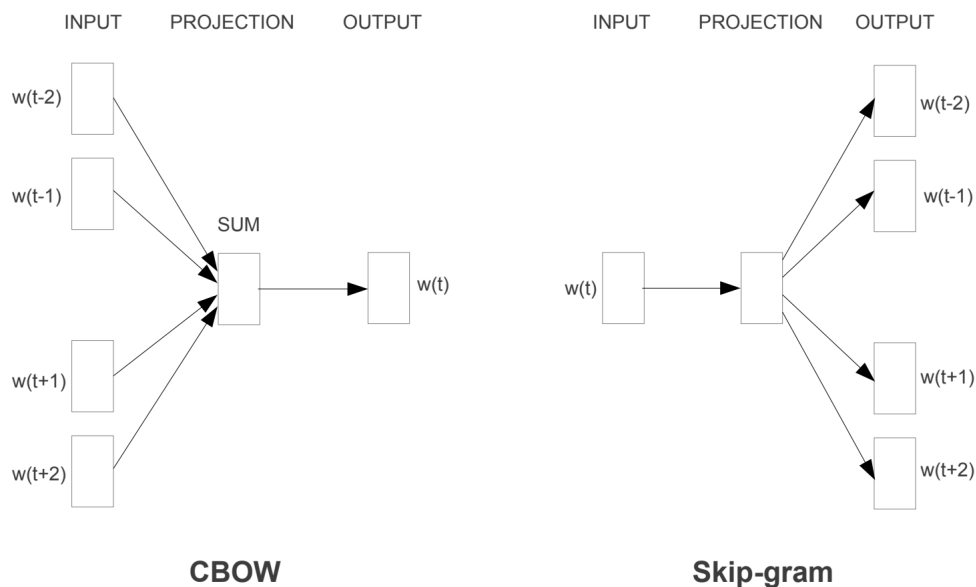 INPUT PROJECTION OUTPUT
w(t-2)
w(t-1)
SUM
w(t)
w(t+1)
w(t+2)
CBOW
INPUT PROJECTION OUTPUT
w(t-2)
w(t-1)
w(t)
w(t+1)
w(t+2)
Skip-gram